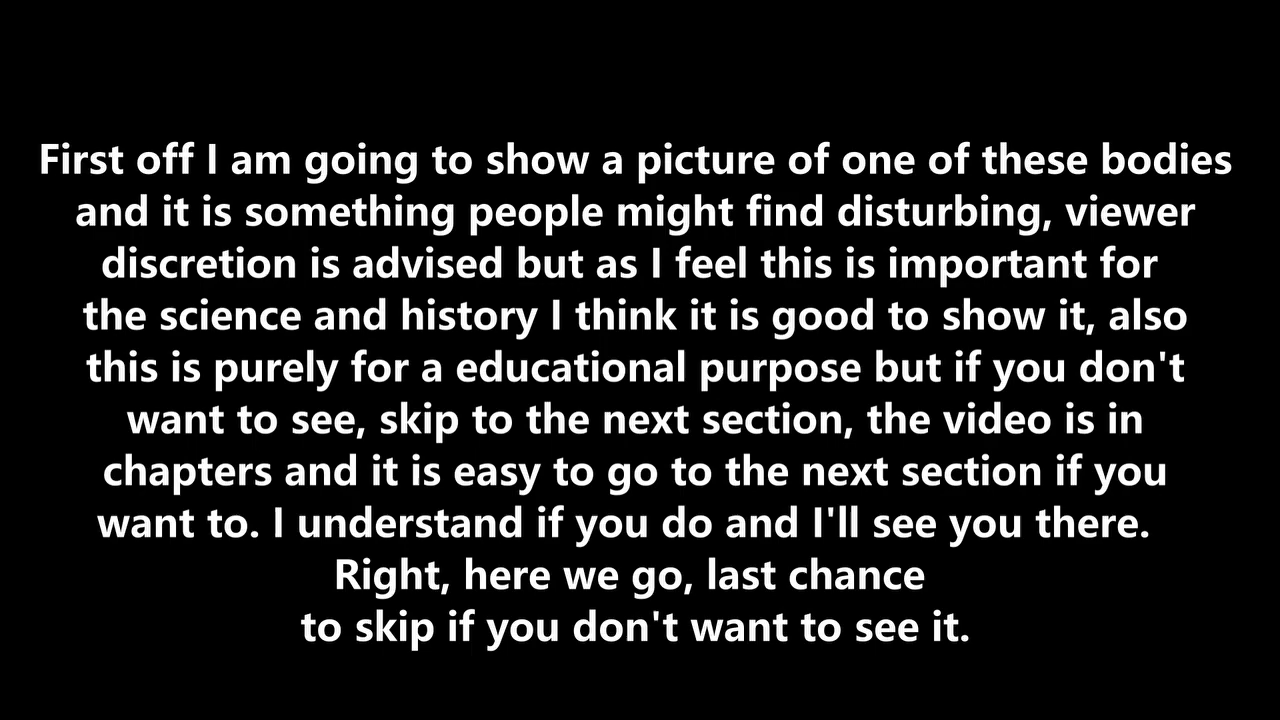 First off I am going to show a picture of one of these bodies
and it is something people might find disturbing, viewer
discretion is advised but as I feel this is important for
the science and history I think it is good to show it, also
this is purely for a educational purpose but if you don't
want to see, skip to the next section, the video is in
chapters and it is easy to go to the next section if you
want to. I understand if you do and I'll see you there.
Right, here we go, last chance
to skip if you don't want to see it.